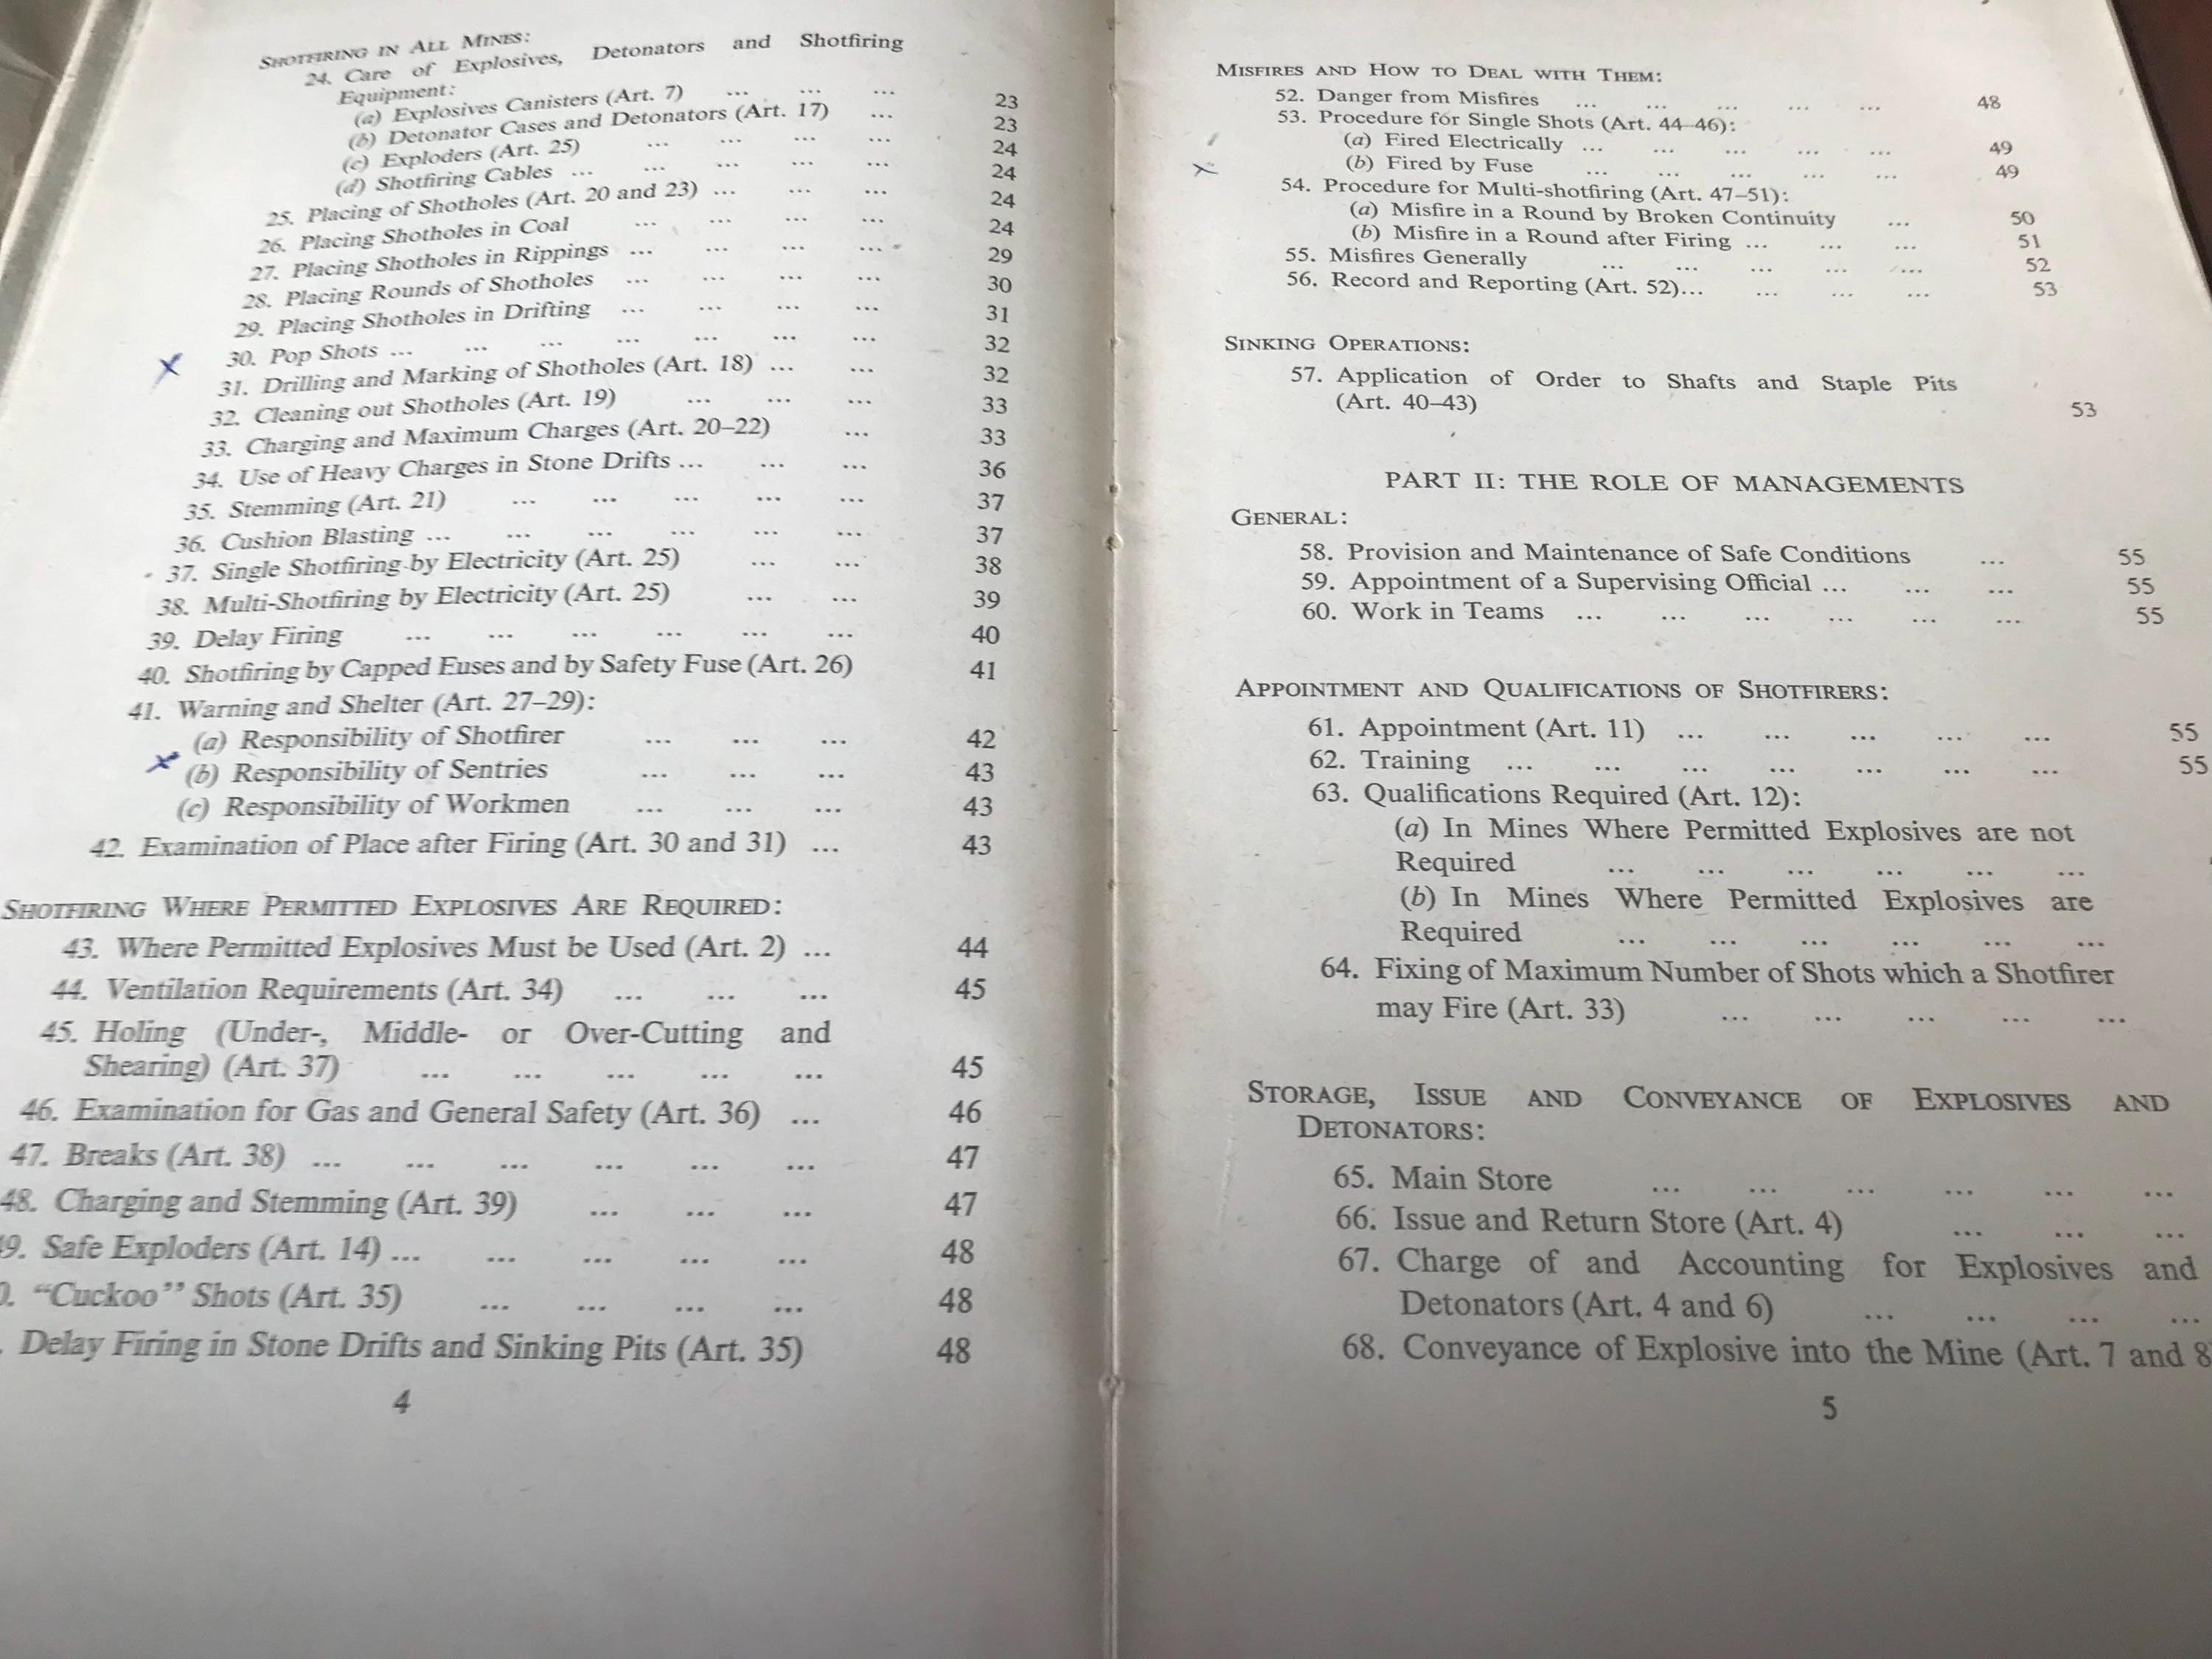 SHOTFIRING IN ALL MINES:
24. Care of Explosives, Detonators and Shotfiring
Equipment:
(a) Explosives Canisters (Art. 7) ... ... ... 23
(b) Detonator Cases and Detonators (Art. 17) ... 23
(c) Exploders (Art. 25) ... ... ... ... 24
(d) Shotfiring Cables ... ... ... ... ... 24
25. Placing of Shotholes (Art. 20 and 23) ... ... ... 24
26. Placing Shotholes in Coal ... ... ... ... 24
27. Placing Shotholes in Rippings ... ... ... ... 29
28. Placing Rounds of Shotholes ... ... ... ... 30
29. Placing Shotholes in Drifting ... ... ... ... 31
30. Pop Shots ... ... ... ... ... ... ... 32
31. Drilling and Marking of Shotholes (Art. 18) ... ... 32
32. Cleaning out Shotholes (Art. 19) ... ... ... 33
33. Charging and Maximum Charges (Art. 20–22) ... 33
34. Use of Heavy Charges in Stone Drifts ... ... ... 36
35. Stemming (Art. 21) ... ... ... ... ... 37
36. Cushion Blasting ... ... ... ... ... ... 37
37. Single Shotfiring by Electricity (Art. 25) ... ... 38
38. Multi-Shotfiring by Electricity (Art. 25) ... ... 39
39. Delay Firing ... ... ... ... ... ... 40
40. Shotfiring by Capped Fuses and by Safety Fuse (Art. 26) 41
41. Warning and Shelter (Art. 27–29):
(a) Responsibility of Shotfirer ... ... ... 42
(b) Responsibility of Sentries ... ... ... 43
(c) Responsibility of Workmen ... ... ... 43
42. Examination of Place after Firing (Art. 30 and 31) ... 43
SHOTFIRING WHERE PERMITTED EXPLOSIVES ARE REQUIRED:
43. Where Permitted Explosives Must be Used (Art. 2) ... 44
44. Ventilation Requirements (Art. 34) ... ... ... 45
45. Holing (Under-, Middle- or Over-Cutting and
Shearing) (Art. 37) ... ... ... ... ... 45
46. Examination for Gas and General Safety (Art. 36) ... 46
47. Breaks (Art. 38) ... ... ... ... ... ... 47
48. Charging and Stemming (Art. 39) ... ... ... 47
9. Safe Exploders (Art. 14) ... ... ... ... ... 48
0. “Cuckoo” Shots (Art. 35) ... ... ... ... 48
. Delay Firing in Stone Drifts and Sinking Pits (Art. 35) 48
4
MISFIRES AND HOW TO DEAL WITH THEM:
52. Danger from Misfires ... ... ... ... ... 48
53. Procedure for Single Shots (Art. 44–46):
(a) Fired Electrically ... ... ... ... ... 49
(b) Fired by Fuse ... ... ... ... ... 49
54. Procedure for Multi-shotfiring (Art. 47–51):
(a) Misfire in a Round by Broken Continuity ... 50
(b) Misfire in a Round after Firing ... ... ... 51
55. Misfires Generally ... ... ... ... ... 52
56. Record and Reporting (Art. 52)... ... ... ... 53
SINKING OPERATIONS:
57. Application of Order to Shafts and Staple Pits
(Art. 40–43) 53
PART II: THE ROLE OF MANAGEMENTS
GENERAL:
58. Provision and Maintenance of Safe Conditions ... 55
59. Appointment of a Supervising Official ... ... ... 55
60. Work in Teams ... ... ... ... ... ... 55
APPOINTMENT AND QUALIFICATIONS OF SHOTFIRERS:
61. Appointment (Art. 11) ... ... ... ... ... 55
62. Training ... ... ... ... ... ... ... 55
63. Qualifications Required (Art. 12):
(a) In Mines Where Permitted Explosives are not
Required ... ... ... ... ... ...
(b) In Mines Where Permitted Explosives are
Required ... ... ... ... ... ...
64. Fixing of Maximum Number of Shots which a Shotfirer
may Fire (Art. 33) ... ... ... ... ...
STORAGE, ISSUE AND CONVEYANCE OF EXPLOSIVES AND
DETONATORS:
65. Main Store ... ... ... ... ... ...
66. Issue and Return Store (Art. 4) ... ... ...
67. Charge of and Accounting for Explosives and
Detonators (Art. 4 and 6) ... ... ... ...
68. Conveyance of Explosive into the Mine (Art. 7 and 8
5